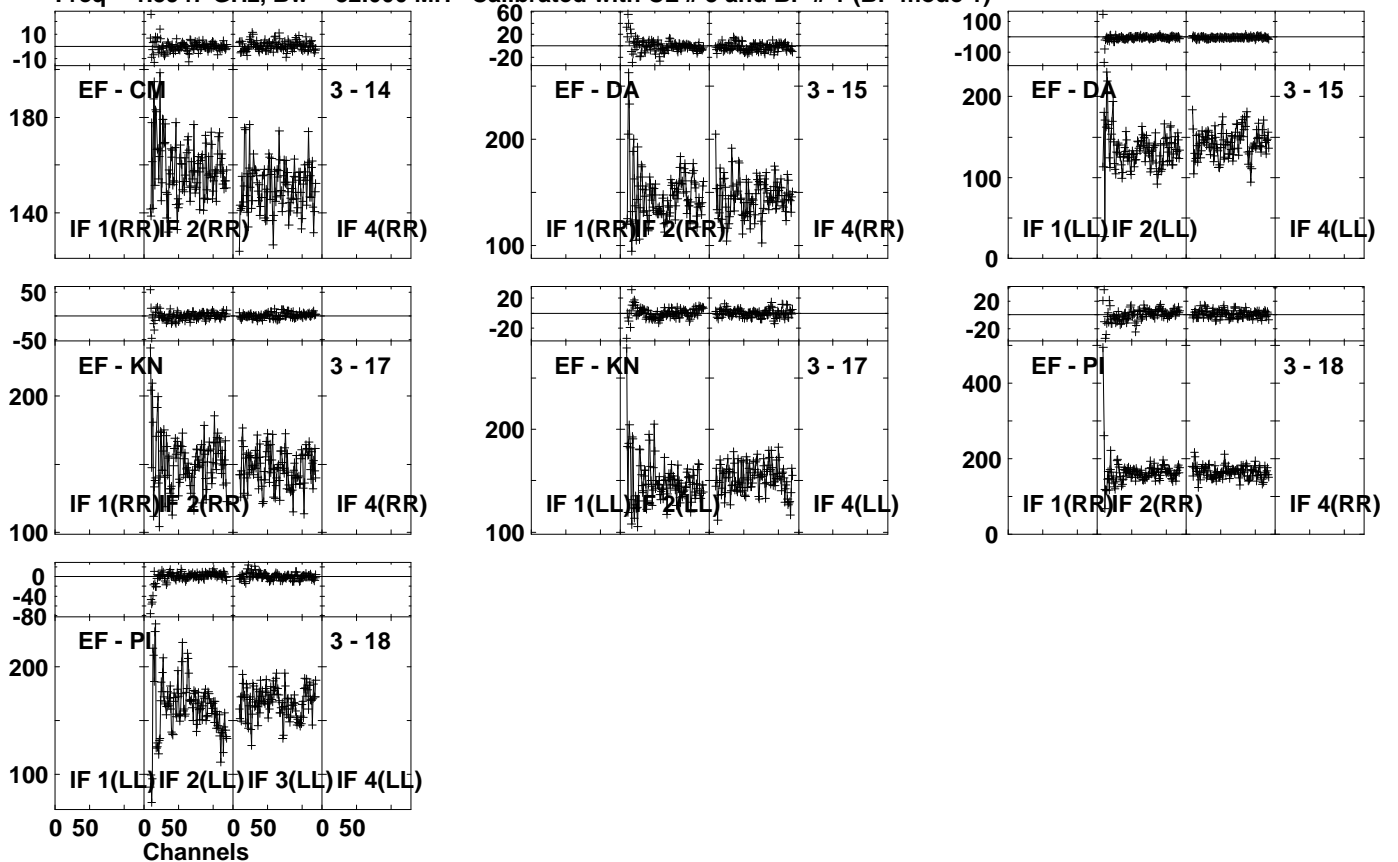 10
-10
EF - CM
3 - 14
180
140
IF 1(RR) IF 2(RR) IF 4(RR)
60
20
-20
EF - DA
3 - 15
200
100
IF 1(RR) IF 2(RR) IF 4(RR)
100
-100
EF - DA
3 - 15
200
100
0
IF 1(LL) IF 2(LL) IF 4(LL)
50
0
-50
EF - KN
3 - 17
200
100
IF 1(RR) IF 2(RR) IF 4(RR)
20
-20
EF - KN
3 - 17
200
100
IF 1(LL) IF 2(LL) IF 4(LL)
20
-20
EF - PI
3 - 18
400
200
0
IF 1(RR) IF 2(RR) IF 4(RR)
0
-40
-80
EF - PI
3 - 18
200
100
IF 1(LL) IF 2(LL) IF 3(LL) IF 4(LL)
0 50 0 50 0 50 0 50
Channels